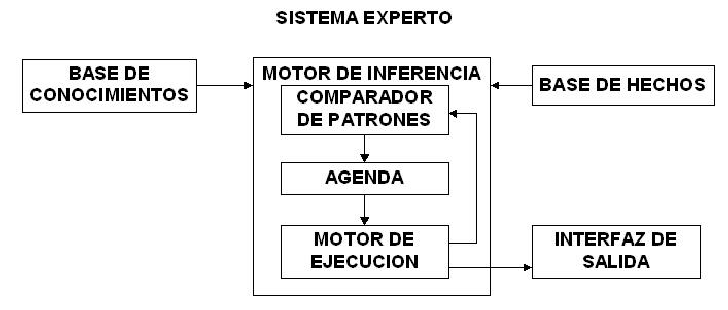 SISTEMA EXPERTO
BASE DE
CONOCIMIENTOS
MOTOR DE INFERENCIA
COMPARADOR
DE PATRONES
BASE DE HECHOS
AGENDA
MOTOR DE
EJECUCION
INTERFAZ DE
SALIDA